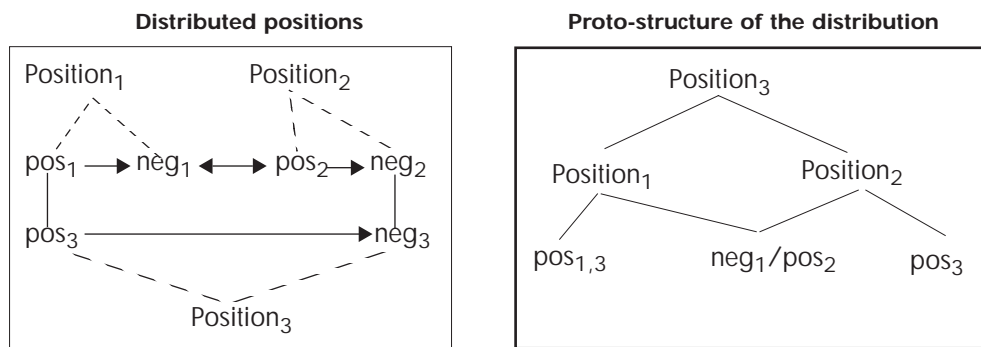 Distributed positions
Position₁ Position₂
pos₁ neg₁ pos₂ neg₂
pos₃ neg₃
Position₃
Proto-structure of the distribution
Position₃
Position₁ Position₂
pos₁,₃ neg₁/pos₂ pos₃